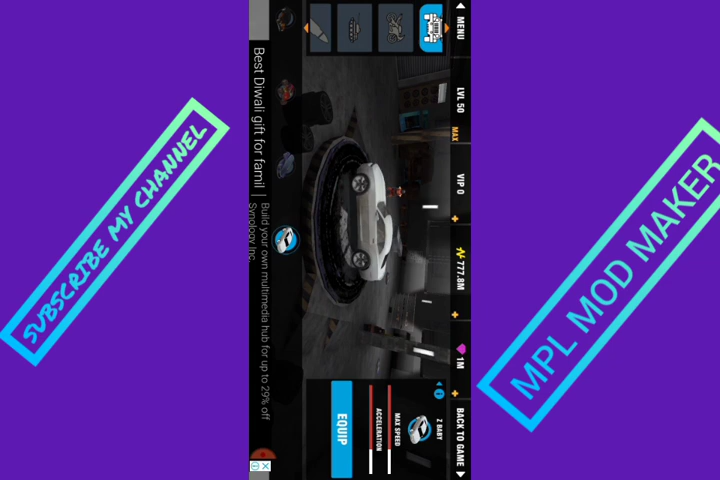 SUBSCRIBE MY CHANNEL
MENU
LVL 50
MAX
VIP 0
777.8M
1M
BACK TO GAME
Z BABY
MAX SPEED
ACCELERATION
EQUIP
Best Diwali gift for famil
Build your own multimedia hub for up to 29% off
Synology Inc.
MPL MOD MAKER